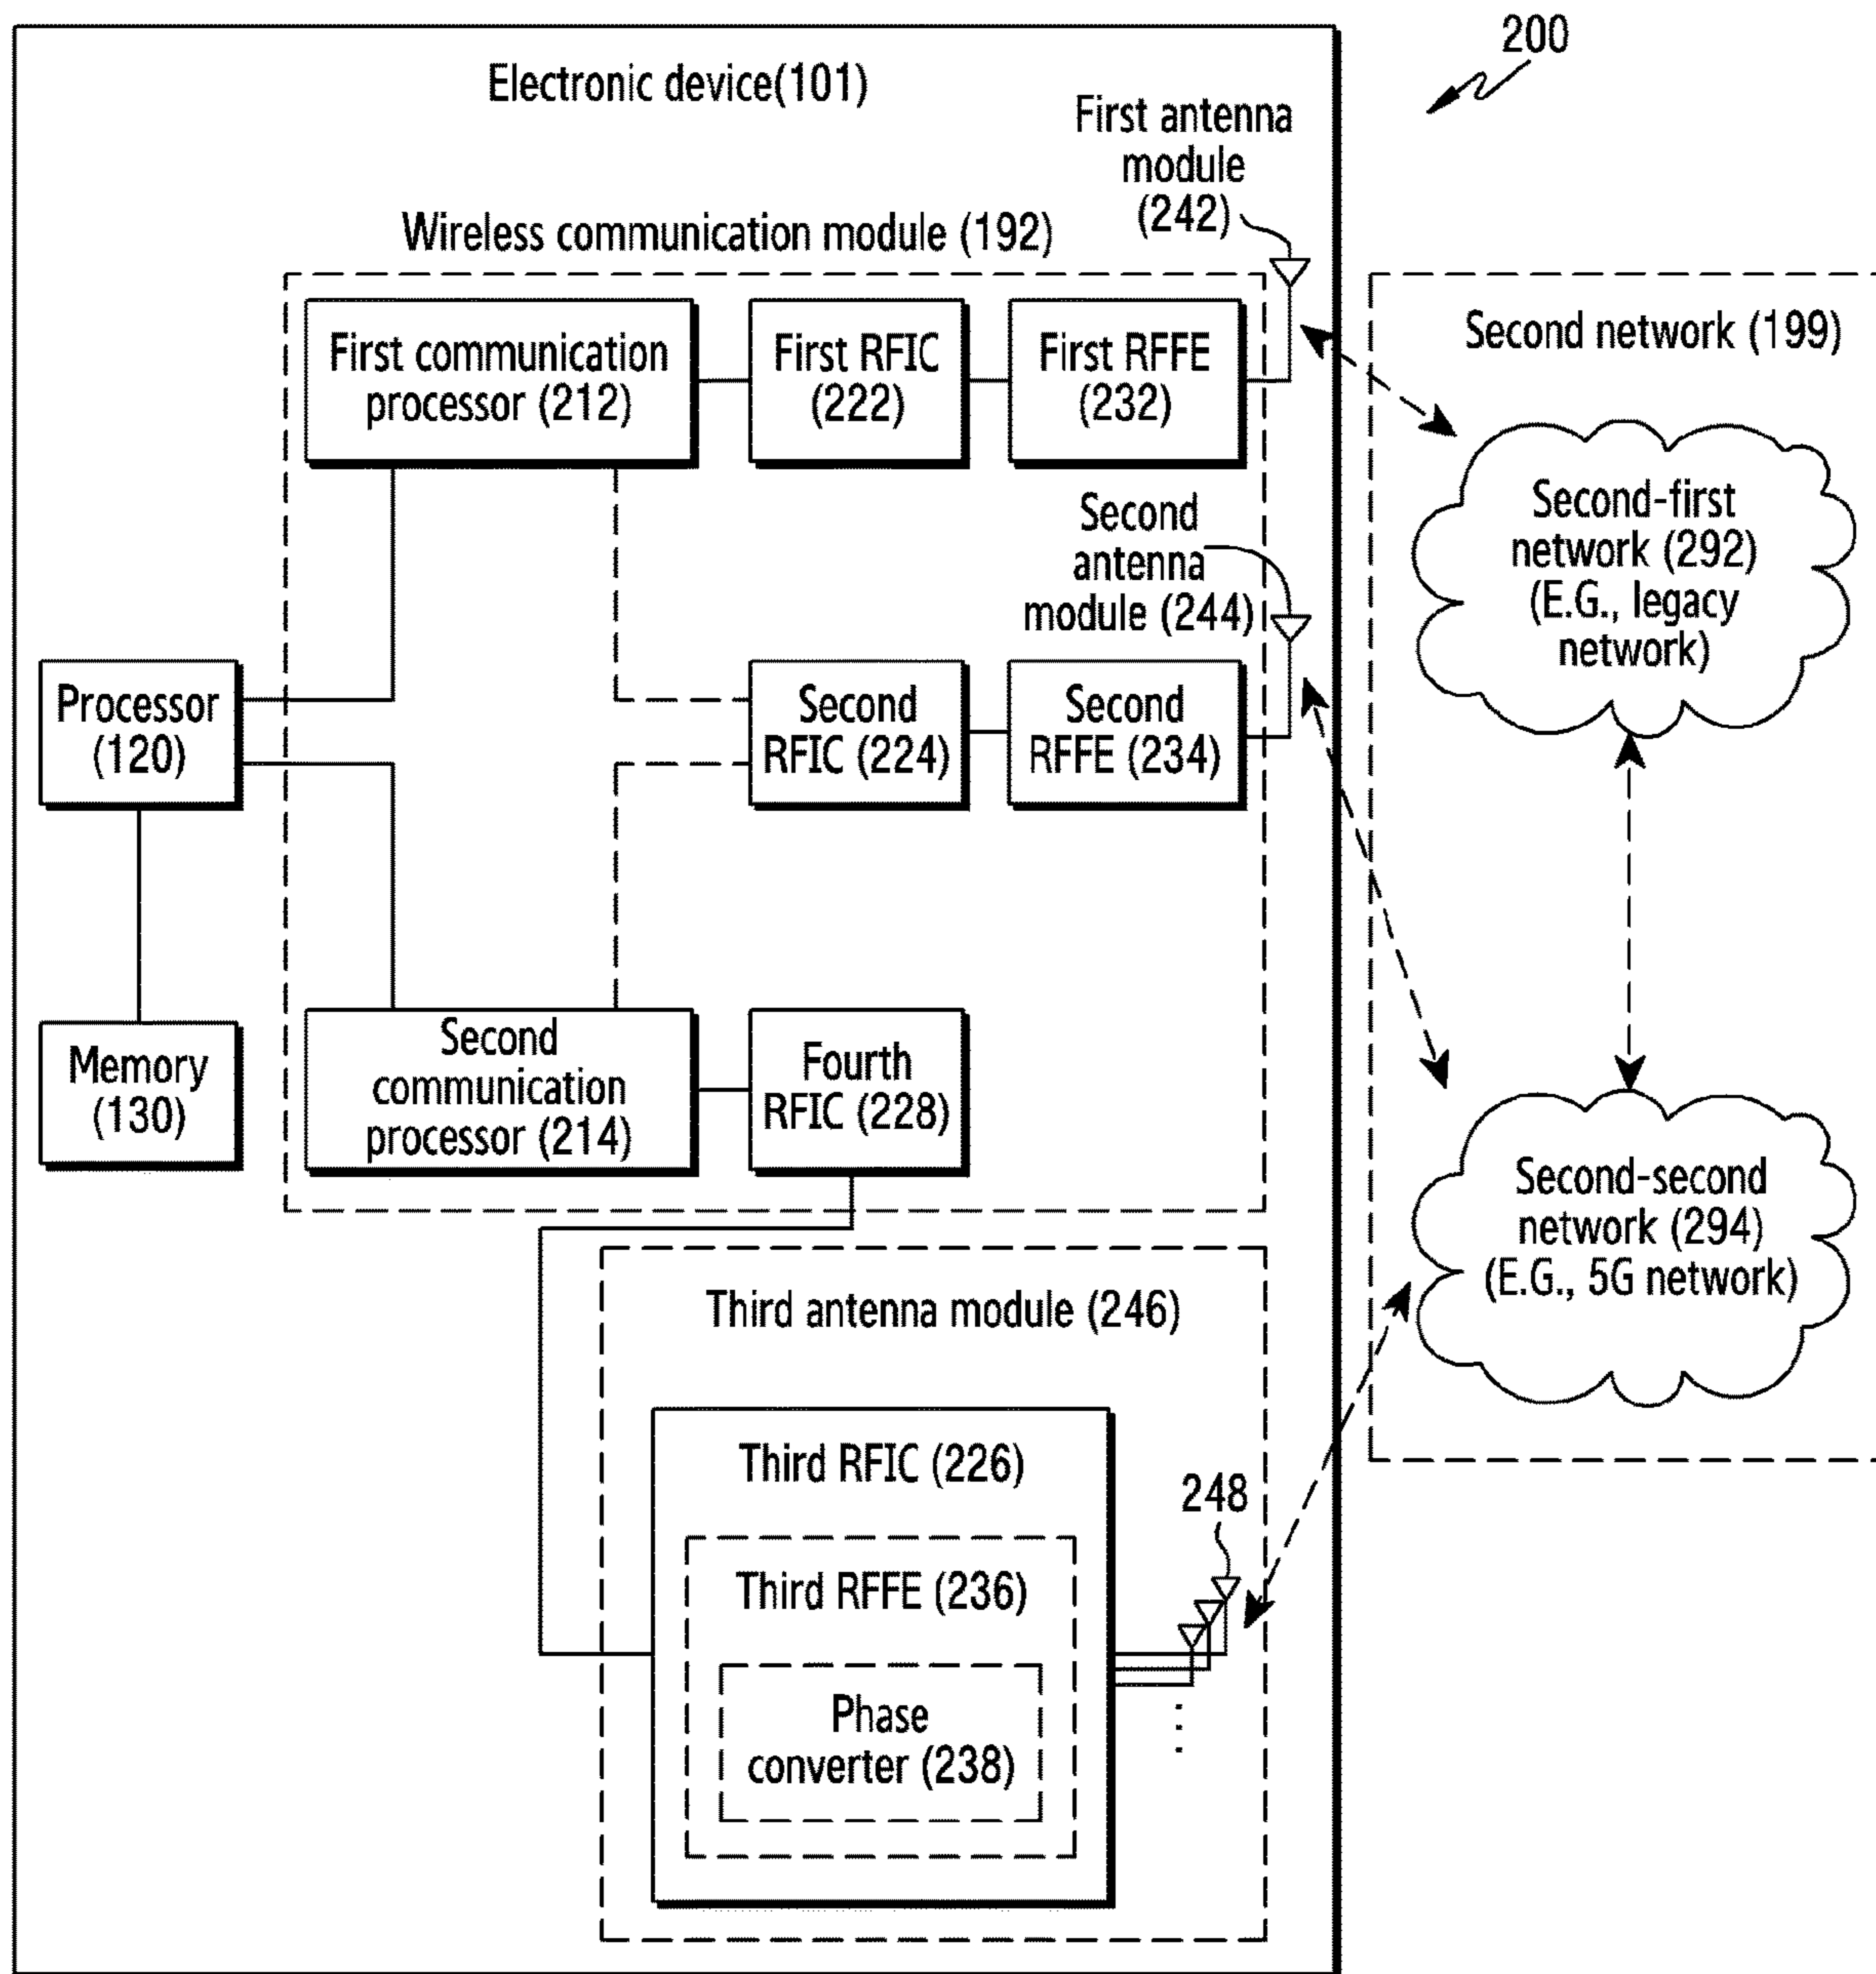 200
Electronic device(101)
First antenna
module
(242)
Wireless communication module (192)
First communication
processor (212)
First RFIC
(222)
First RFFE
(232)
Second network (199)
Second-first
network (292)
(E.G., legacy
network)
Second
antenna
module (244)
Processor
(120)
Second
RFIC (224)
Second
RFFE (234)
Memory
(130)
Second
communication
processor (214)
Fourth
RFIC (228)
Second-second
network (294)
(E.G., 5G network)
Third antenna module (246)
Third RFIC (226)
248
Third RFFE (236)
Phase
converter (238)